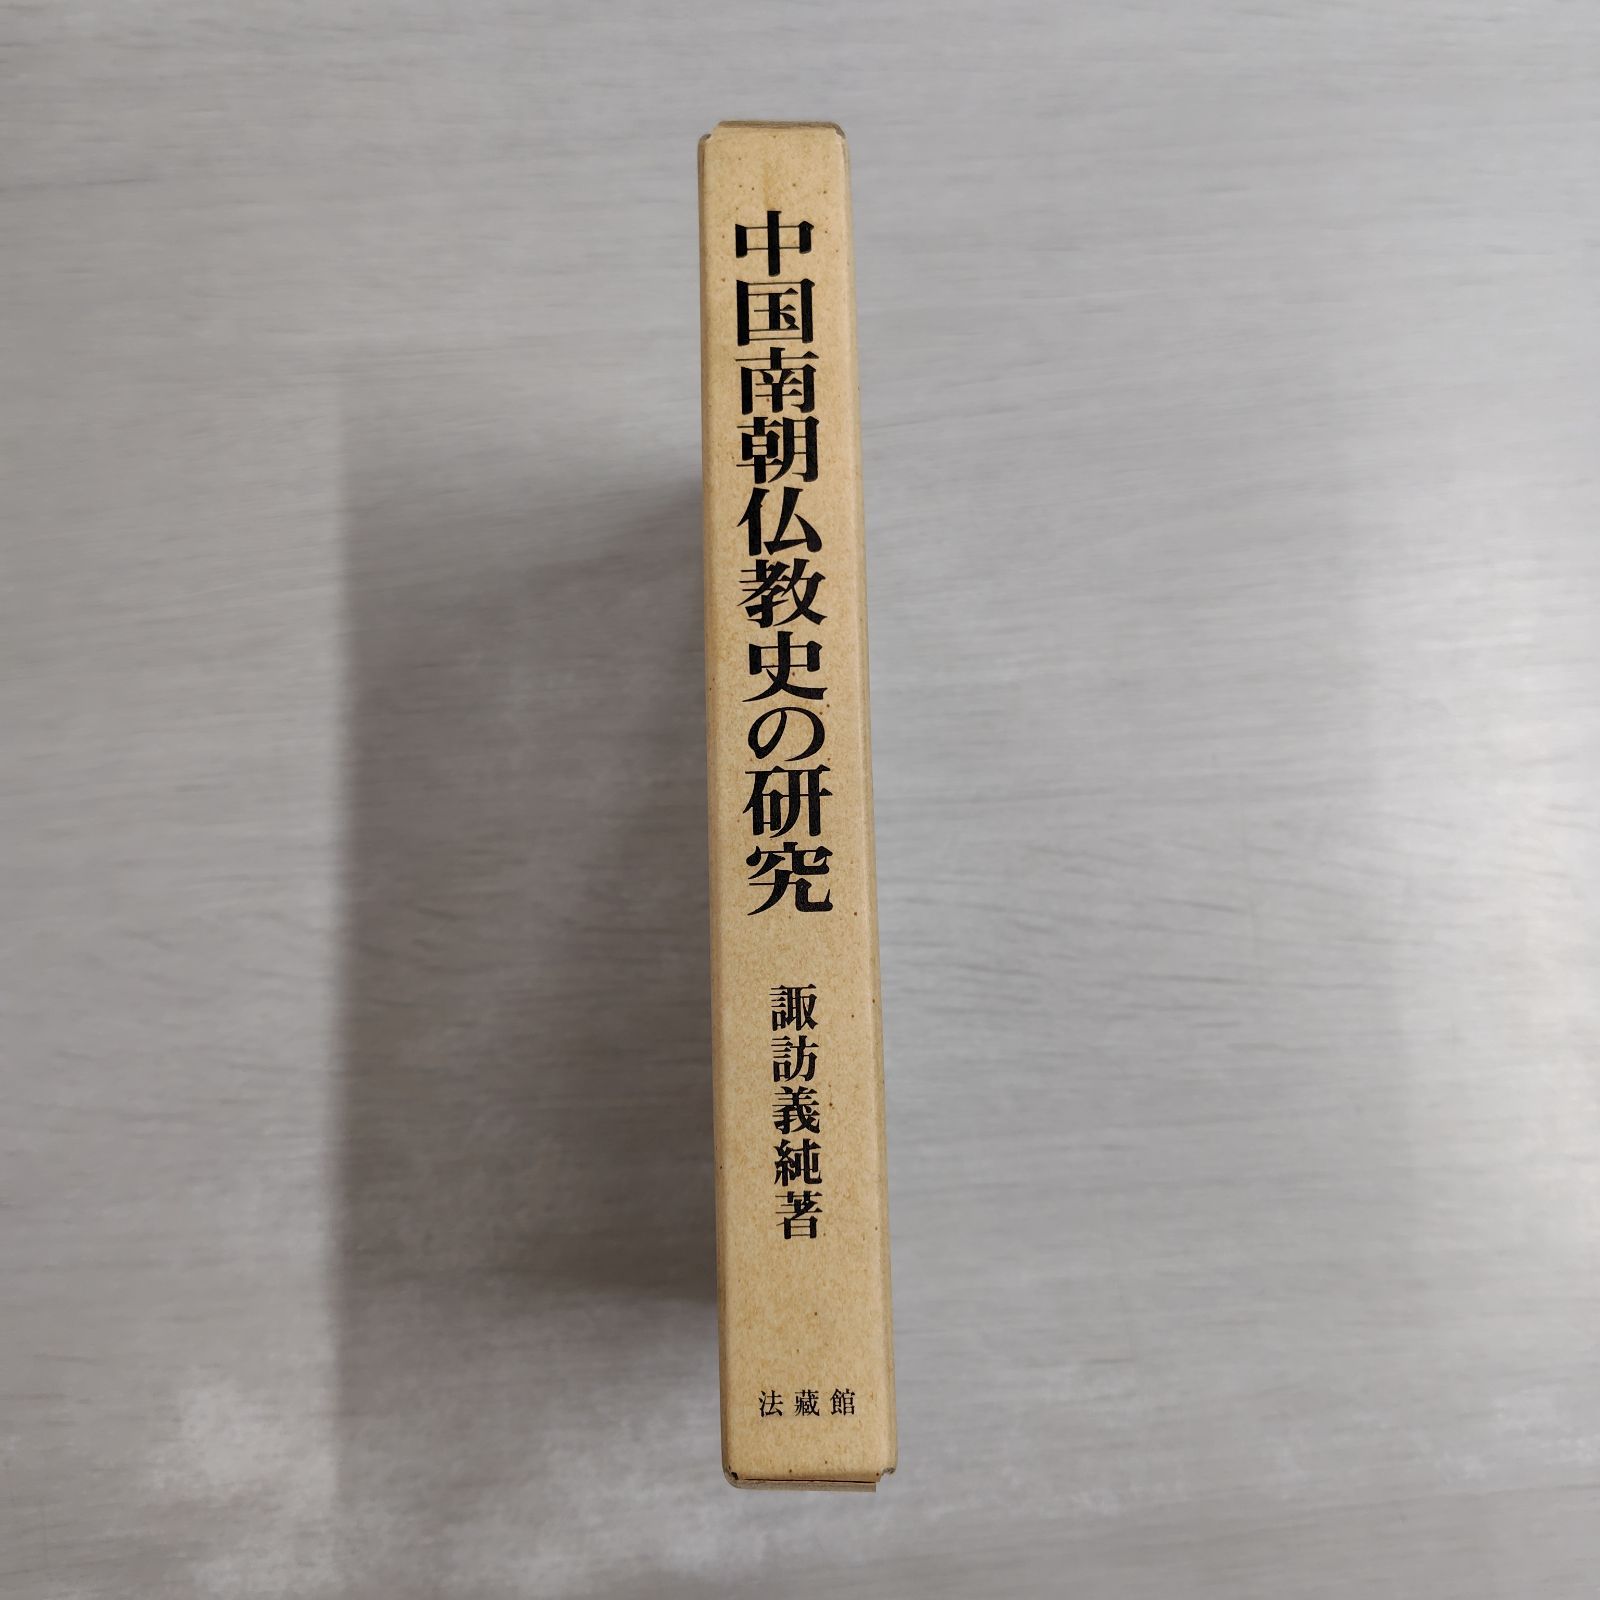 中国南朝仏教史の研究
諏訪義純著
法藏館